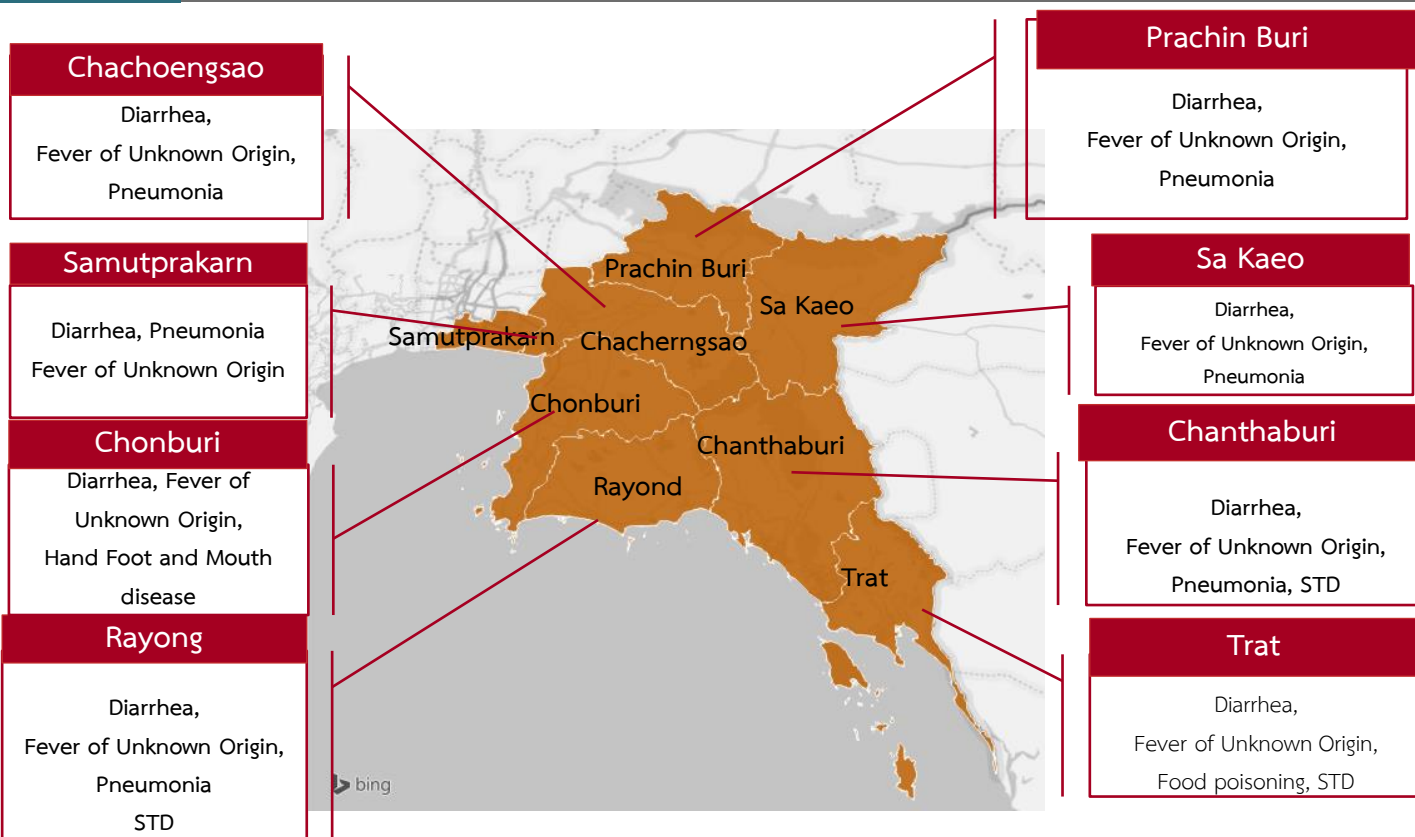 Chachoengsao
Diarrhea,
Fever of Unknown Origin,
Pneumonia
Samutprakarn
Diarrhea, Pneumonia
Fever of Unknown Origin
Chonburi
Diarrhea, Fever of
Unknown Origin,
Hand Foot and Mouth
disease
Rayong
Diarrhea,
Fever of Unknown Origin,
Pneumonia
STD
Prachin Buri
Sa Kaeo
Samutprakarn
Chacherngsao
Chonburi
Chanthaburi
Rayond
Trat
bing
Prachin Buri
Diarrhea,
Fever of Unknown Origin,
Pneumonia
Sa Kaeo
Diarrhea,
Fever of Unknown Origin,
Pneumonia
Chanthaburi
Diarrhea,
Fever of Unknown Origin,
Pneumonia, STD
Trat
Diarrhea,
Fever of Unknown Origin,
Food poisoning, STD